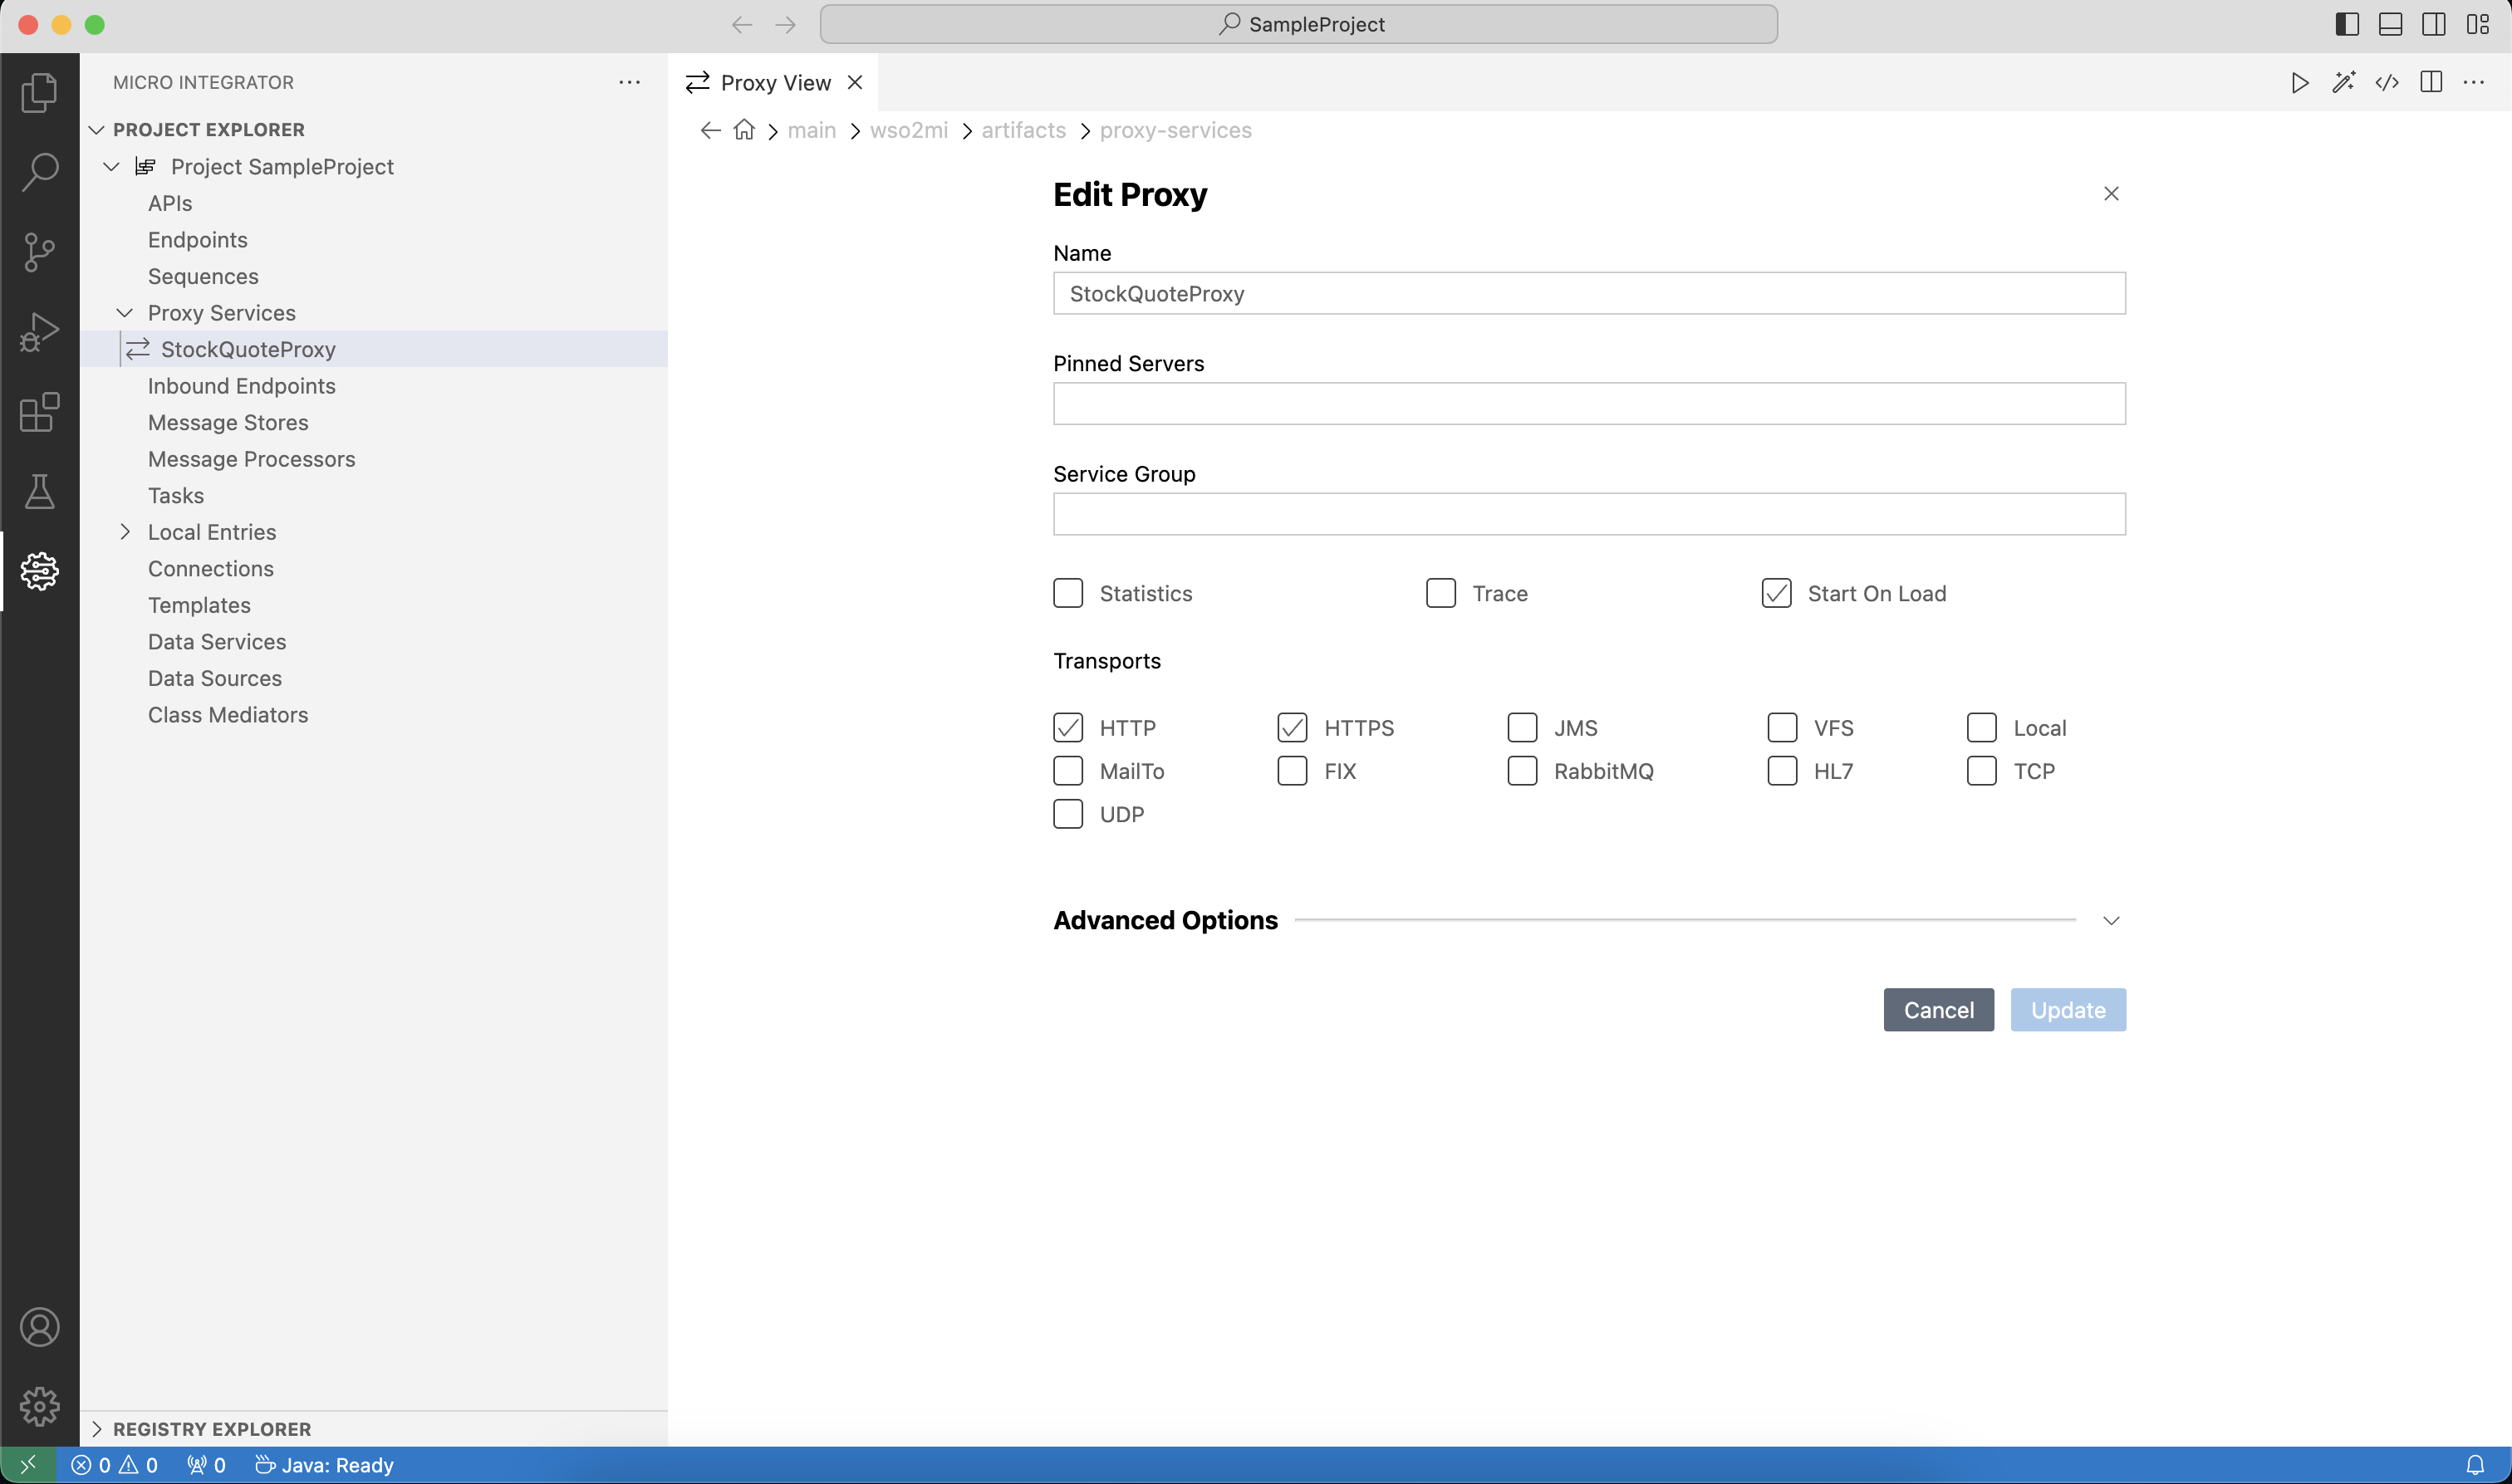 SampleProject
MICRO INTEGRATOR
Proxy View
PROJECT EXPLORER
main
wso2mi
artifacts
proxy-services
Project SampleProject
APIs
Endpoints
Sequences
Proxy Services
StockQuoteProxy
Inbound Endpoints
Message Stores
Message Processors
Tasks
Local Entries
Connections
Templates
Data Services
Data Sources
Class Mediators
REGISTRY EXPLORER
Edit Proxy
Name
StockQuoteProxy
Pinned Servers
Service Group
Statistics Trace Start On Load
Transports
HTTP HTTPS JMS VFS Local
MailTo FIX RabbitMQ HL7 TCP
UDP
Advanced Options
Cancel Update
0 0 0 Java: Ready